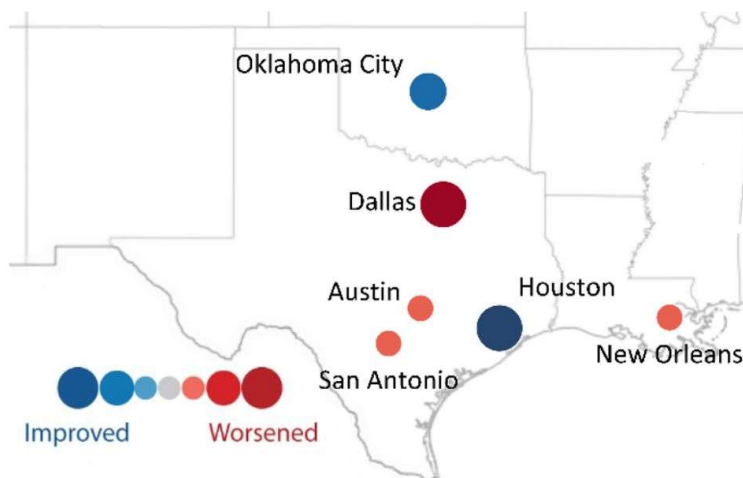 Oklahoma City
Dallas
Austin
Houston
San Antonio
New Orleans
Improved
Worsened